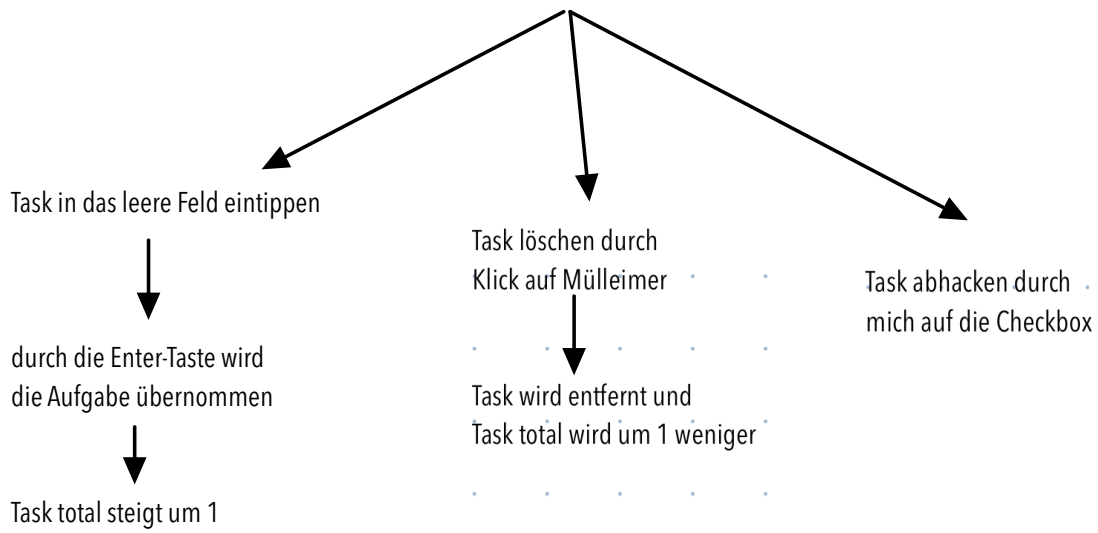 Task in das leere Feld eintippen
durch die Enter-Taste wird
die Aufgabe übernommen
Task total steigt um 1
Task löschen durch
Klick auf Mülleimer
Task wird entfernt und
Task total wird um 1 weniger
Task abhacken durch
mich auf die Checkbox